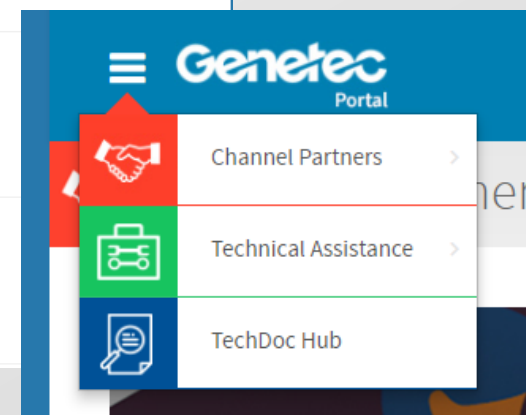 Genetec
Portal
Channel Partners
Technical Assistance
TechDoc Hub